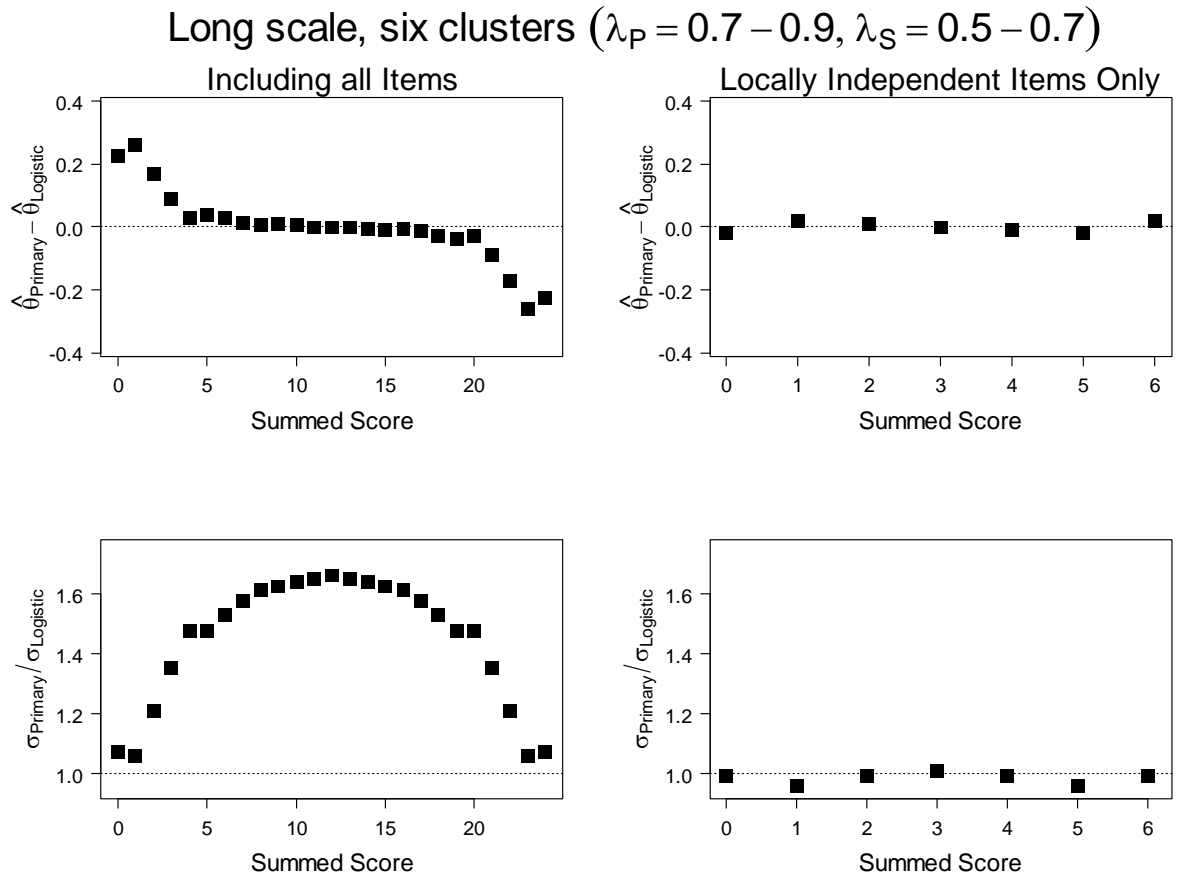 Long scale, six clusters (λP = 0.7 – 0.9, λS = 0.5 – 0.7)
Including all Items
0.4
0.2
0.0
-0.2
-0.4
θ̂Primary – θ̂Logistic
0 5 10 15 20
Summed Score
Locally Independent Items Only
0.4
0.2
0.0
-0.2
-0.4
θ̂Primary – θ̂Logistic
0 1 2 3 4 5 6
Summed Score
1.6
1.4
1.2
1.0
σPrimary / σLogistic
0 5 10 15 20
Summed Score
1.6
1.4
1.2
1.0
σPrimary / σLogistic
0 1 2 3 4 5 6
Summed Score